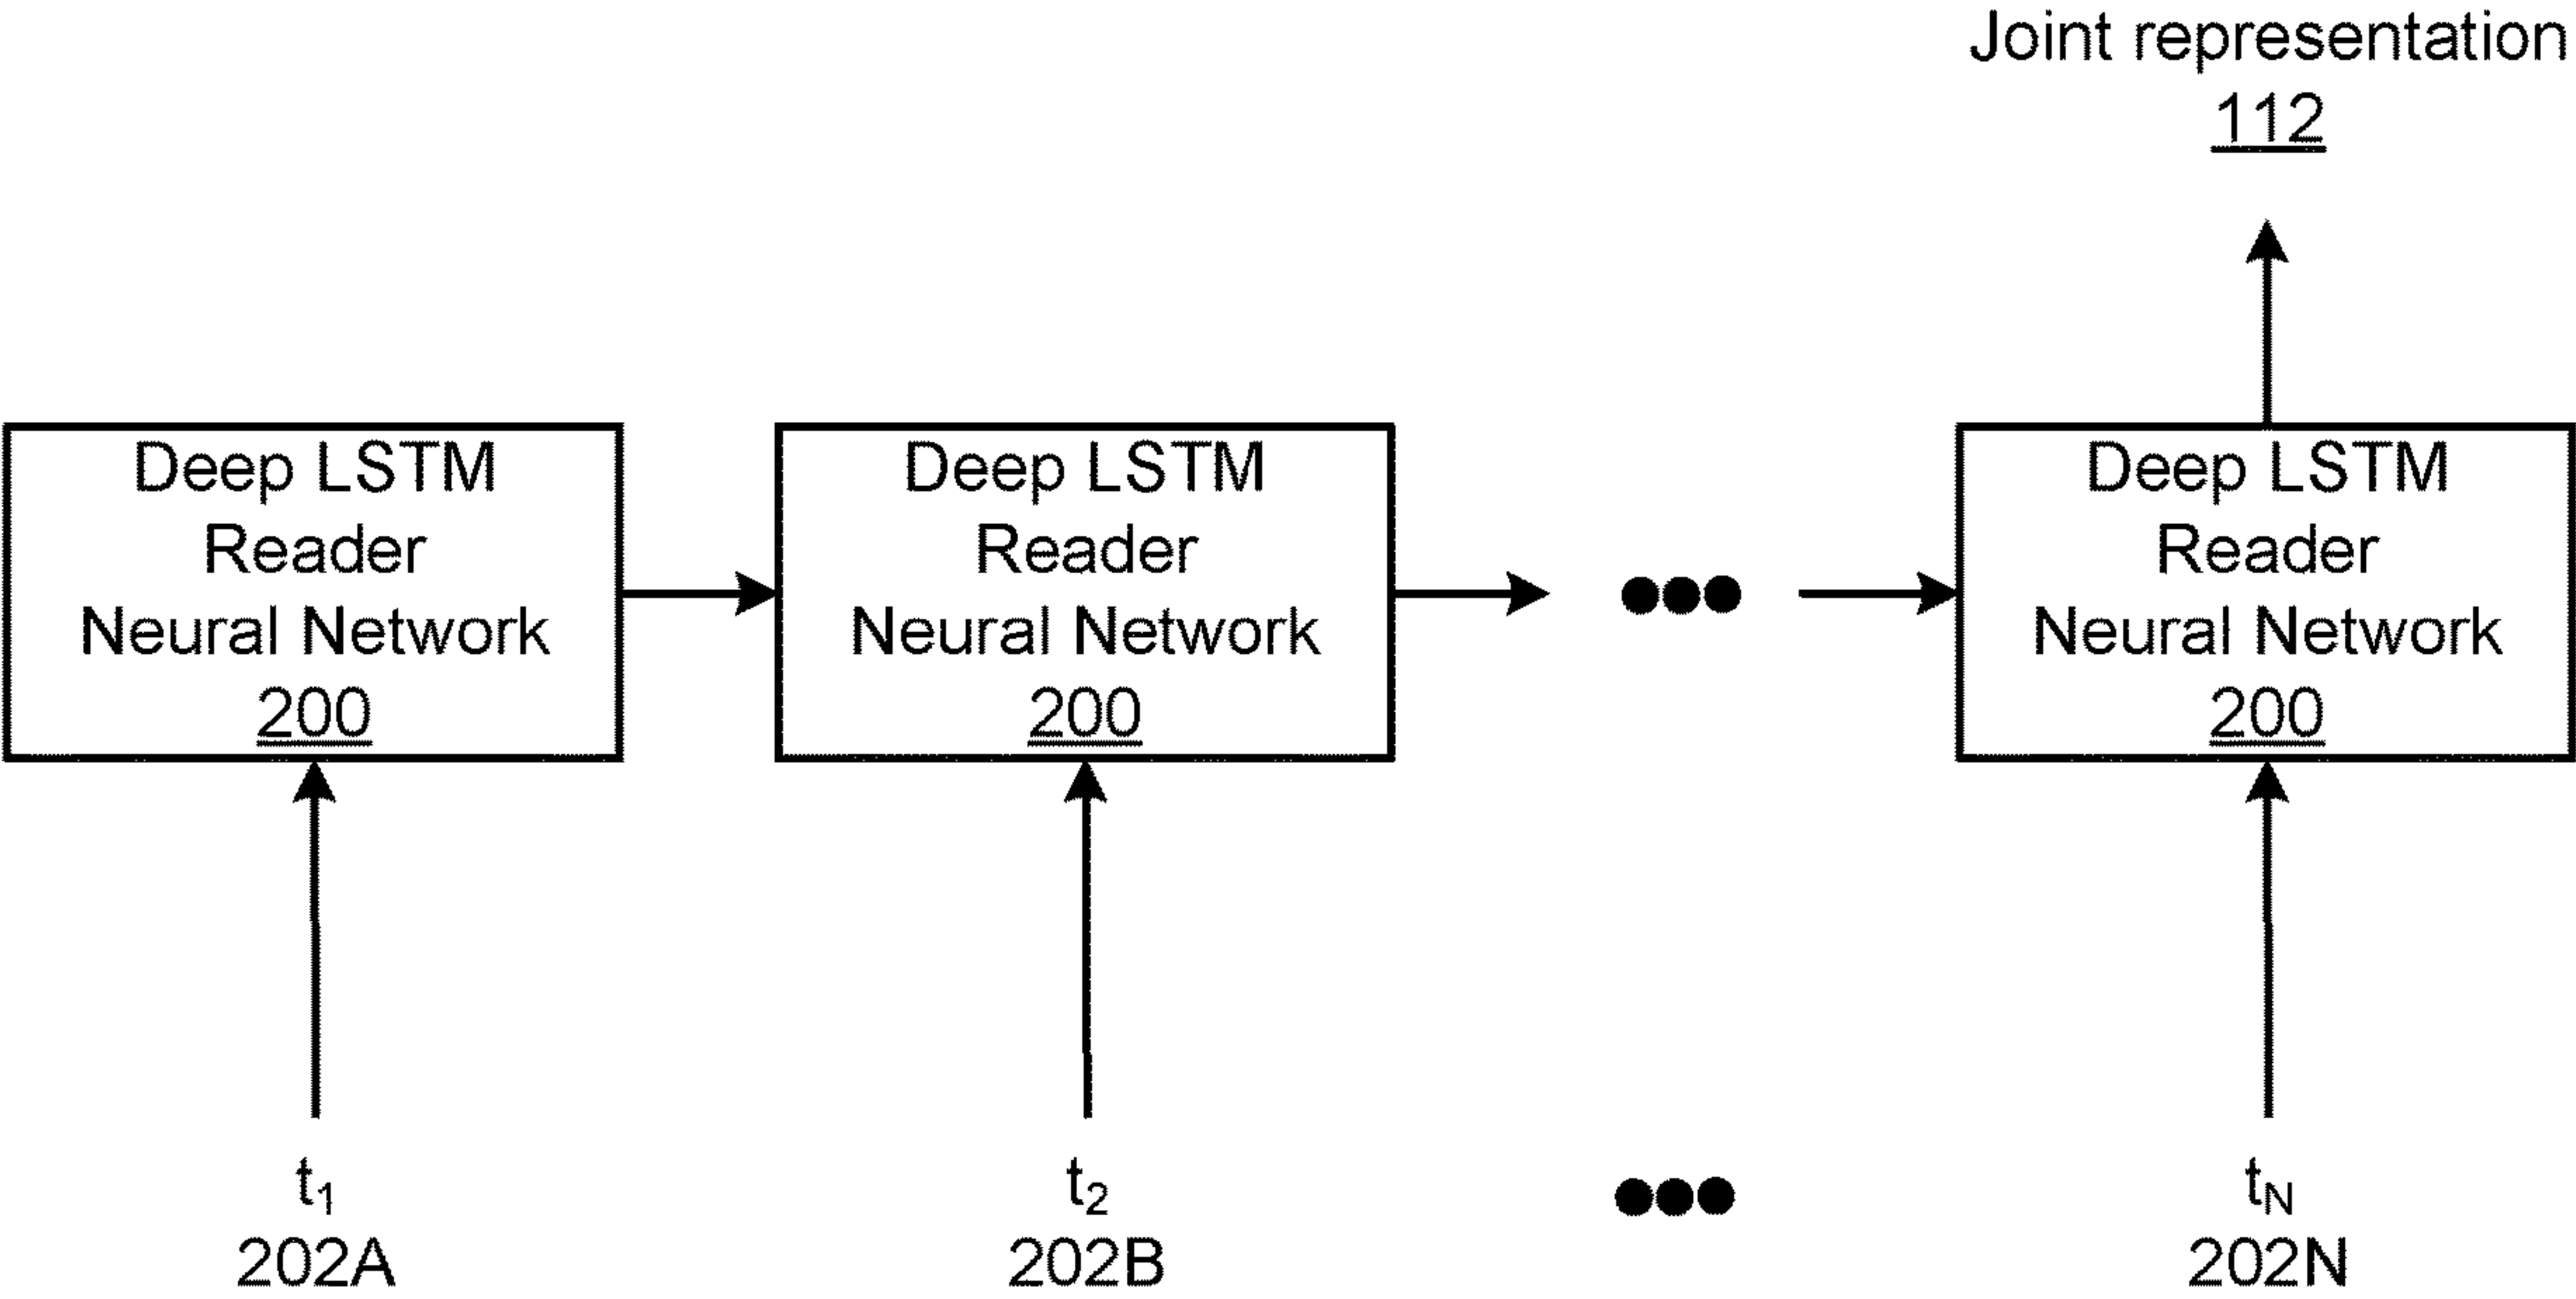 Joint representation
112
Deep LSTM
Reader
Neural Network
200
Deep LSTM
Reader
Neural Network
200
Deep LSTM
Reader
Neural Network
200
t1
202A
t2
202B
tN
202N